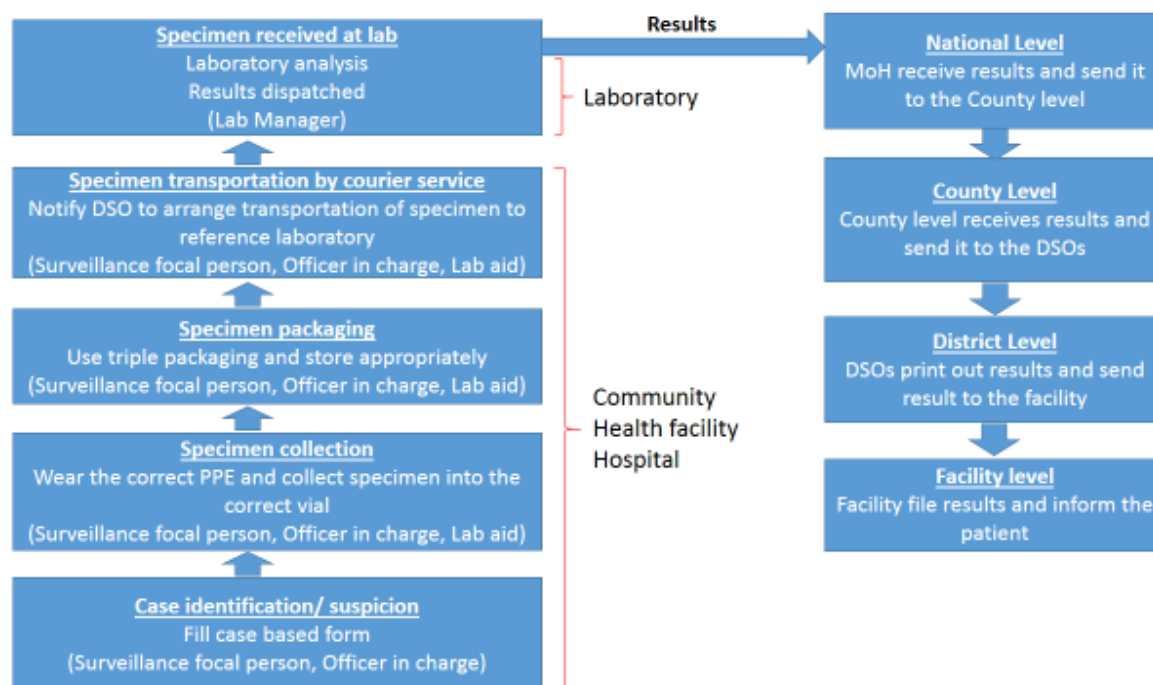 Specimen received at lab
Laboratory analysis
Results dispatched
(Lab Manager)
Laboratory
Specimen transportation by courier service
Notify DSO to arrange transportation of specimen to
reference laboratory
(Surveillance focal person, Officer in charge, Lab aid)
Specimen packaging
Use triple packaging and store appropriately
(Surveillance focal person, Officer in charge, Lab aid)
Specimen collection
Wear the correct PPE and collect specimen into the
correct vial
(Surveillance focal person, Officer in charge, Lab aid)
Case identification/ suspicion
Fill case based form
(Surveillance focal person, Officer in charge)
Community
Health facility
Hospital
Results
National Level
MoH receive results and send it
to the County level
County Level
County level receives results and
send it to the DSOs
District Level
DSOs print out results and send
result to the facility
Facility level
Facility file results and inform the
patient